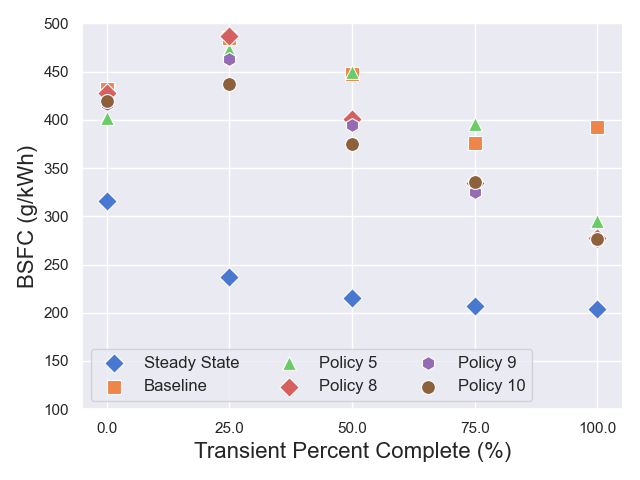 500
450
400
350
300
250
200
150
100
BSFC (g/kWh)
Steady State
Baseline
Policy 5
Policy 8
Policy 9
Policy 10
0.0 25.0 50.0 75.0 100.0
Transient Percent Complete (%)